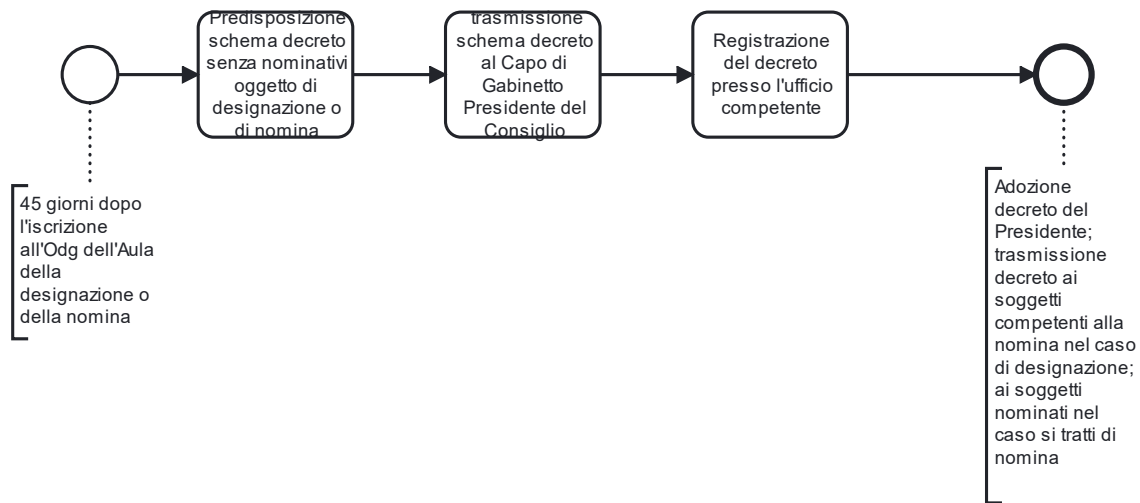 Predisposizione
schema decreto
senza nominativi
oggetto di
designazione o
di nomina
trasmissione
schema decreto
al Capo di
Gabinetto
Presidente del
Consiglio
Registrazione
del decreto
presso l'ufficio
competente
45 giorni dopo
l'iscrizione
all'Odg dell'Aula
della
designazione o
della nomina
Adozione
decreto del
Presidente;
trasmissione
decreto ai
soggetti
competenti alla
nomina nel caso
di designazione;
ai soggetti
nominati nel
caso si tratti di
nomina